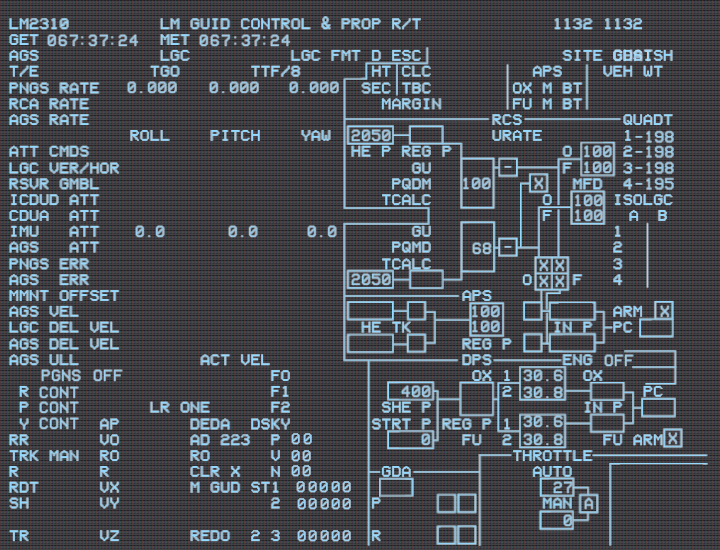 LM2310 LM GUID CONTROL & PROP R/T 1132 1132
GET 067:37:24 MET 067:37:24
AGS LGC LGC FMT D ESC SITE
T/E TGO TTF/8 HT CLC APS VEH WT
PNGS RATE 0.000 0.000 0.000 SEC TBC OX M BT
RCA RATE MARGIN FU M BT
AGS RATE RCS QUADT
ROLL PITCH YAW 2050 URATE 1-198
ATT CMDS HE P REG P O 100 2-198
LGC VER/HOR GU F 100 3-198
RSVR GMBL PQDM 100 X MFD 4-195
ICDUD ATT TCALC O 100 ISOLGC
CDUA ATT F 100 A B
IMU ATT 0.0 0.0 0.0 GU 1
AGS ATT PQMD 68 2
PNGS ERR TCALC X X 3
AGS ERR 2050 O X X F 4
MMNT OFFSET APS
AGS VEL 100 ARM X
LGC DEL VEL HE TK 100 IN P PC
AGS DEL VEL REG P
AGS ULL ACT VEL DPS ENG OFF
PGNS OFF FO OX 1 30.6 OX
R CONT F1 400 2 30.8 PC
P CONT LR ONE F2 SHE P IN P
Y CONT AP DEDA DSKY STRT P REG P 1 30.6
RR VO AD 223 P 00 0 FU 2 30.8 FU ARM X
TRK MAN RO RO V 00 THROTTLE
R R CLR X N 00 GDA AUTO
RDT VX M GUD ST1 00000 27
SH VY 2 00000 P MAN A
0
TR VZ REDO 2 3 00000 R